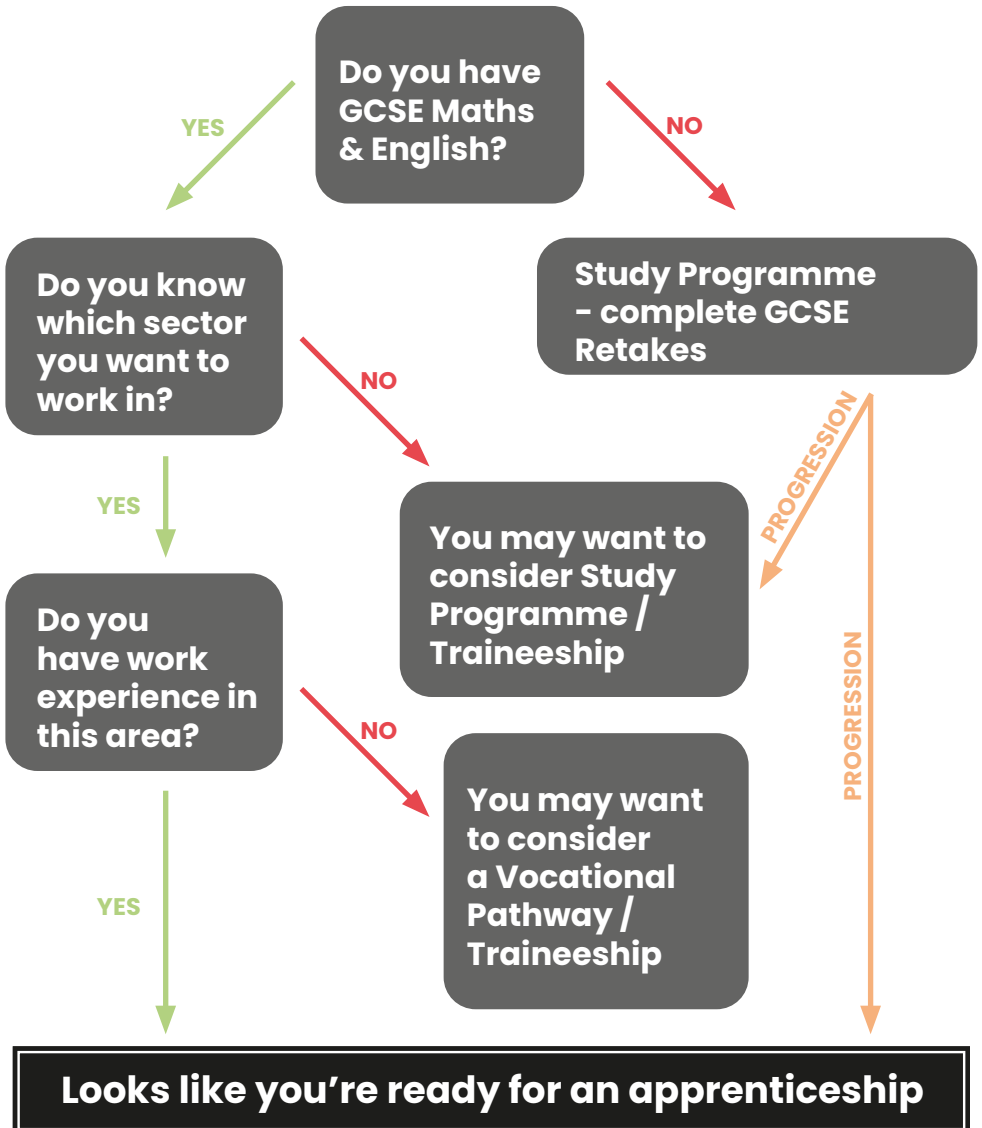 Do you have
GCSE Maths
& English?
YES
NO
Do you know
which sector
you want to
work in?
Study Programme
- complete GCSE
Retakes
NO
PROGRESSION
YES
You may want to
consider Study
Programme /
Traineeship
Do you
have work
experience in
this area?
PROGRESSION
NO
You may want
to consider
a Vocational
Pathway /
Traineeship
YES
Looks like you’re ready for an apprenticeship